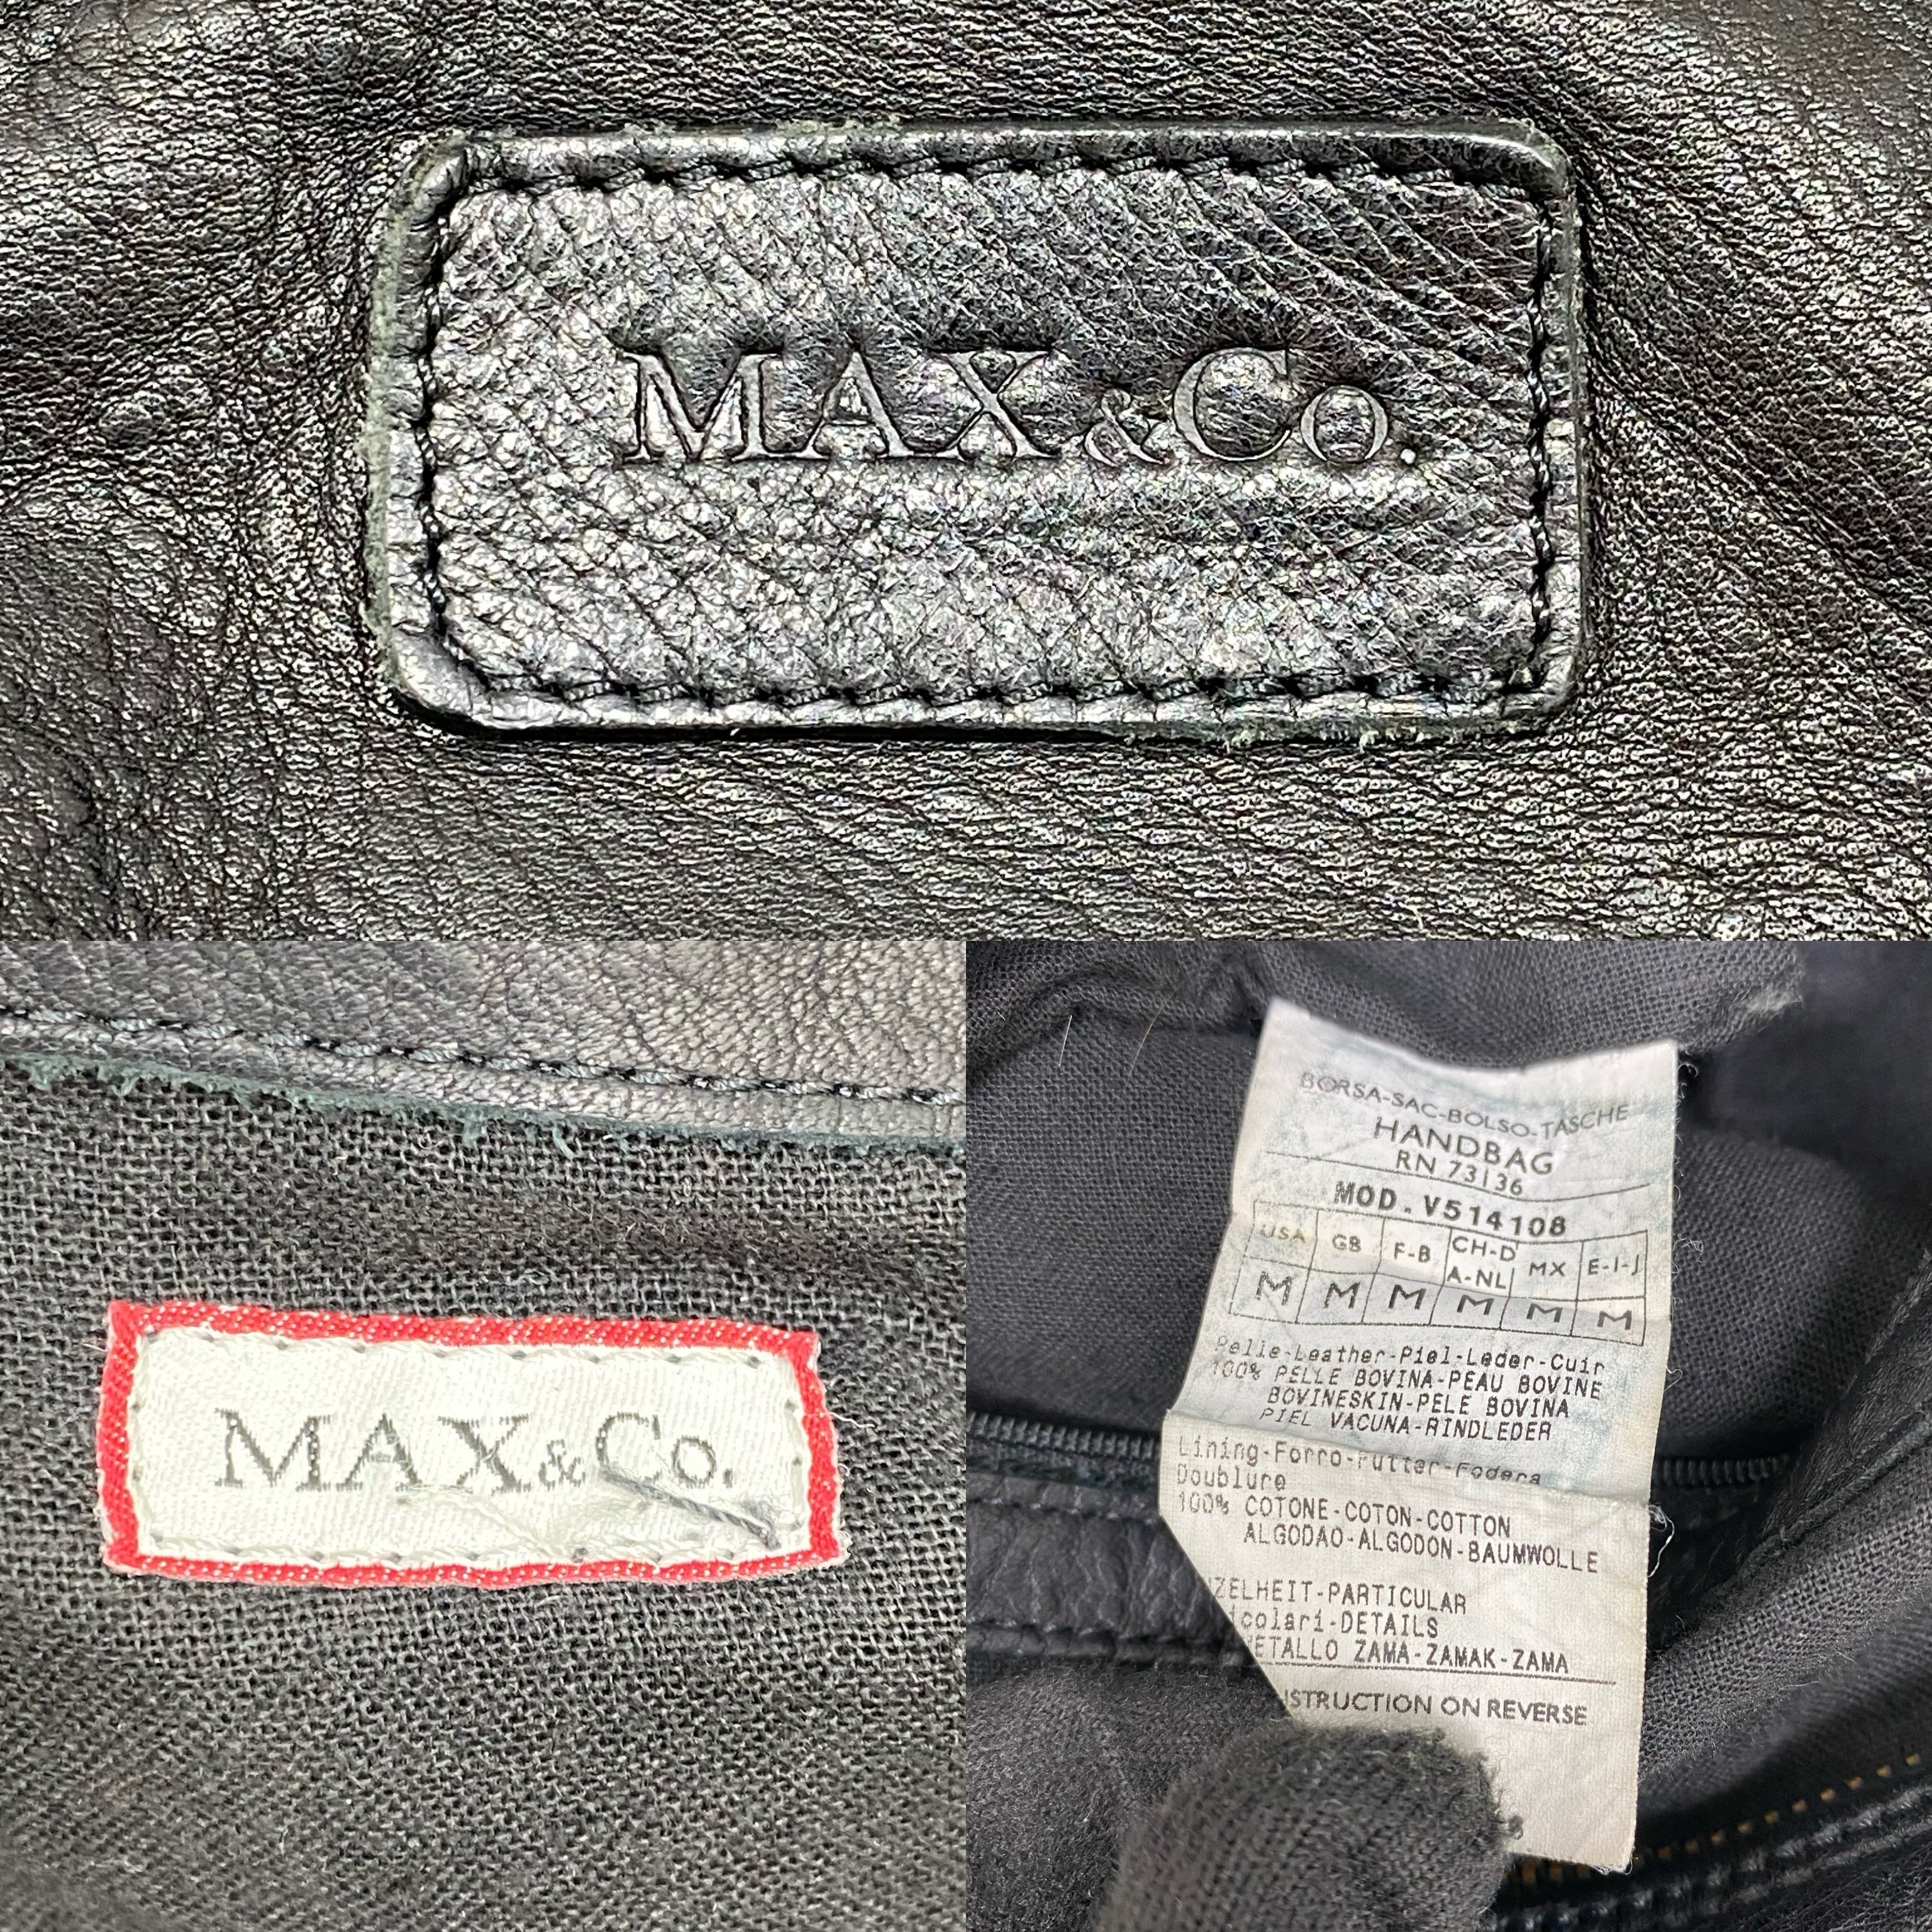 MAX&Co.
MAX&Co.
BORSA-SAC-BOLSO-TASCHE
HANDBAG
RN 73136
MOD. V514108
USA GB F-B CH-D A-NL MX E-I-J
M M M M M M
Pelle-Leather-Piel-Leder-Cuir
100% PELLE BOVINA-PEAU BOVINE
BOVINESKIN-PELE BOVINA
PIEL VACUNA-RINDLEDER
Lining-Forro-Futter-Fodera
Doublure
100% COTONE-COTON-COTTON
ALGODAO-ALGODON-BAUMWOLLE
ZELHEIT-PARTICULAR
icolari-DETAILS
ETALLO ZAMA-ZAMAK-ZAMA
STRUCTION ON REVERSE